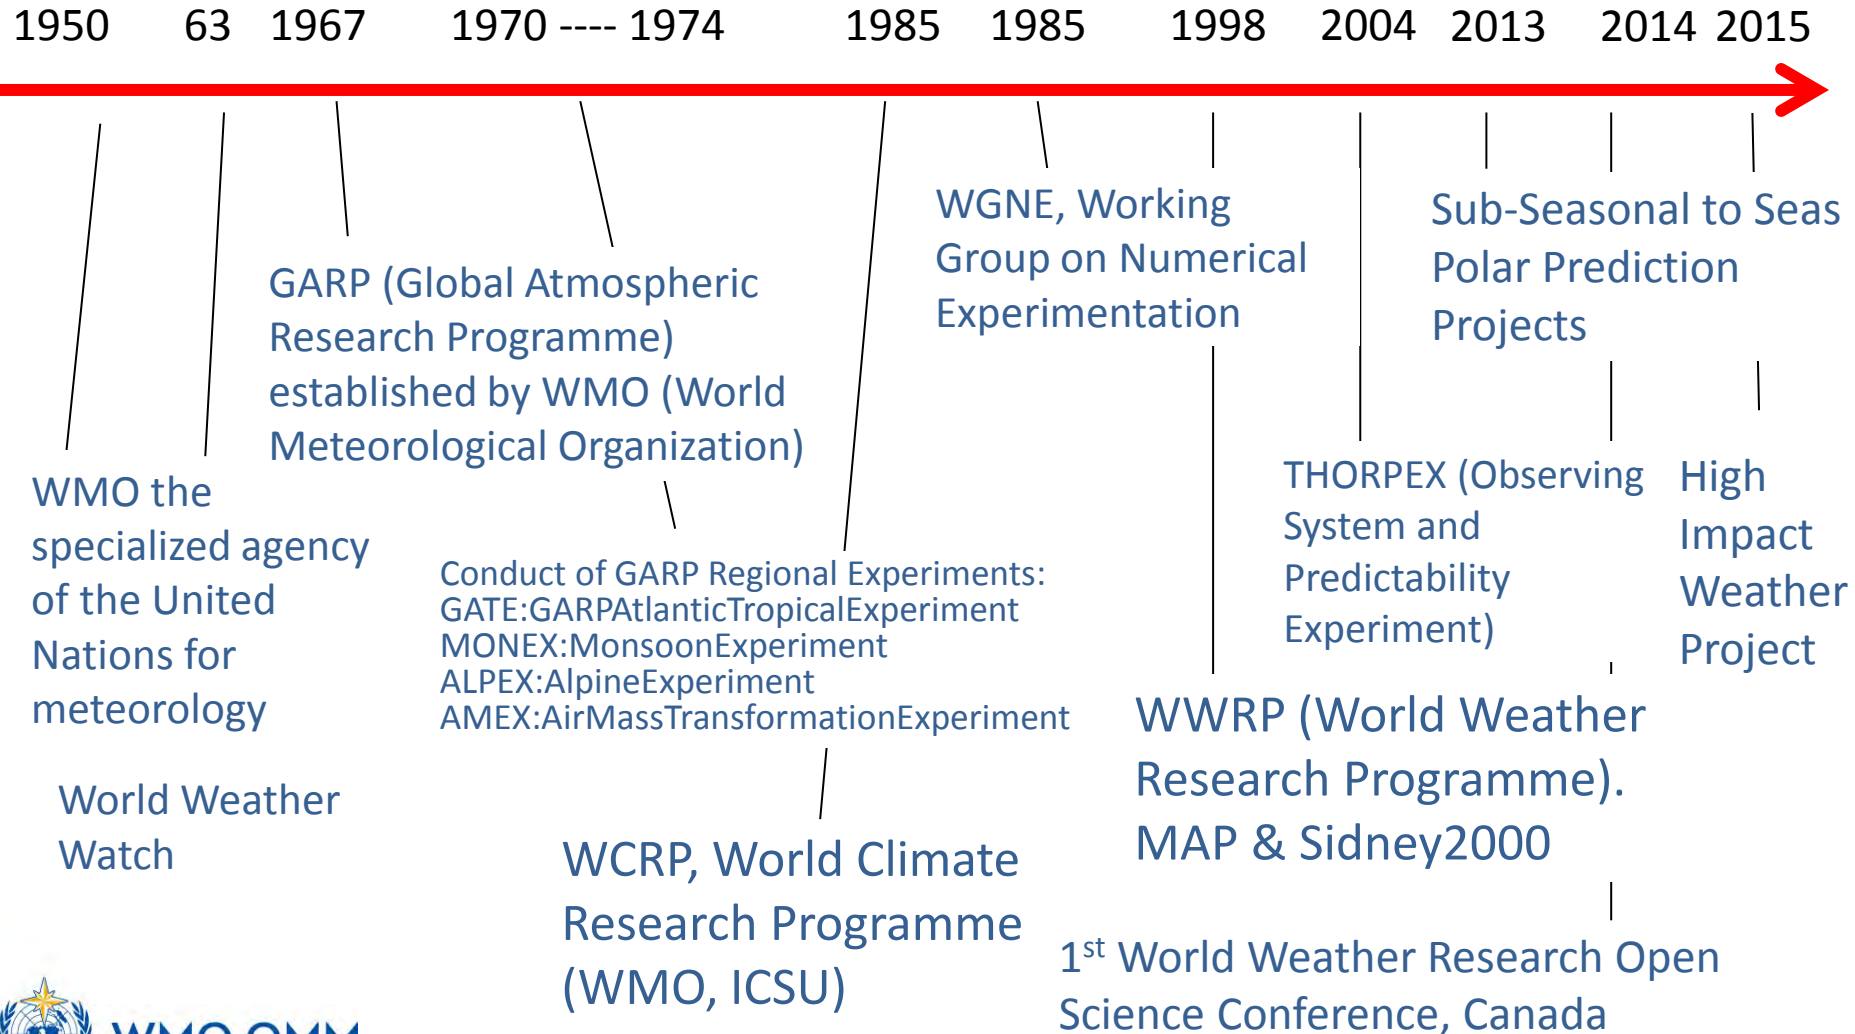 1950 63 1967 1970 ---- 1974 1985 1985 1998 2004 2013 2014 2015
WMO the
specialized agency
of the United
Nations for
meteorology
World Weather
Watch
GARP (Global Atmospheric
Research Programme)
established by WMO (World
Meteorological Organization)
Conduct of GARP Regional Experiments:
GATE:GARPAtlanticTropicalExperiment
MONEX:MonsoonExperiment
ALPEX:AlpineExperiment
AMEX:AirMassTransformationExperiment
WCRP, World Climate
Research Programme
(WMO, ICSU)
WGNE, Working
Group on Numerical
Experimentation
WWRP (World Weather
Research Programme).
MAP & Sidney2000
THORPEX (Observing
System and
Predictability
Experiment)
Sub-Seasonal to Seas
Polar Prediction
Projects
1st World Weather Research Open
Science Conference, Canada
High
Impact
Weather
Project
WMO OMM